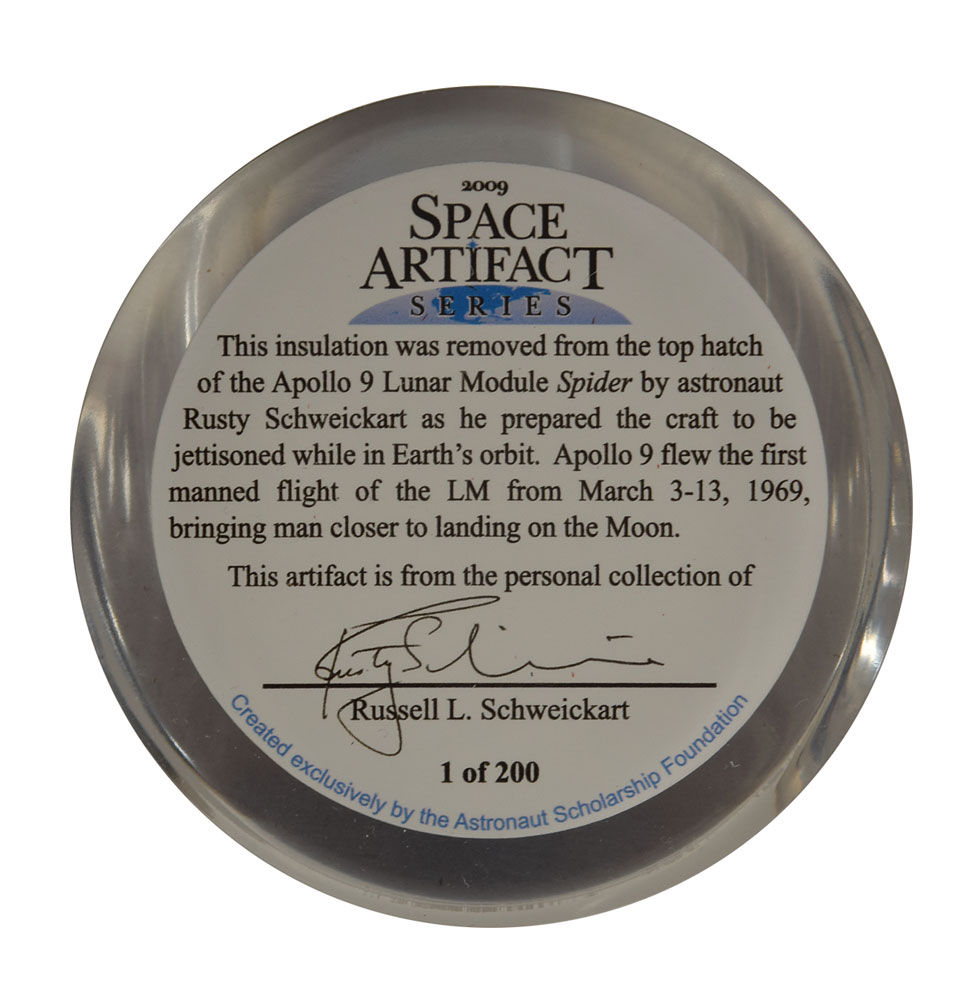 2009
SPACE
ARTIFACT
SERIES
This insulation was removed from the top hatch
of the Apollo 9 Lunar Module Spider by astronaut
Rusty Schweickart as he prepared the craft to be
jettisoned while in Earth's orbit. Apollo 9 flew the first
manned flight of the LM from March 3-13, 1969,
bringing man closer to landing on the Moon.
This artifact is from the personal collection of
Rusty Schweickart
Russell L. Schweickart
1 of 200
Created exclusively by the Astronaut Scholarship Foundation